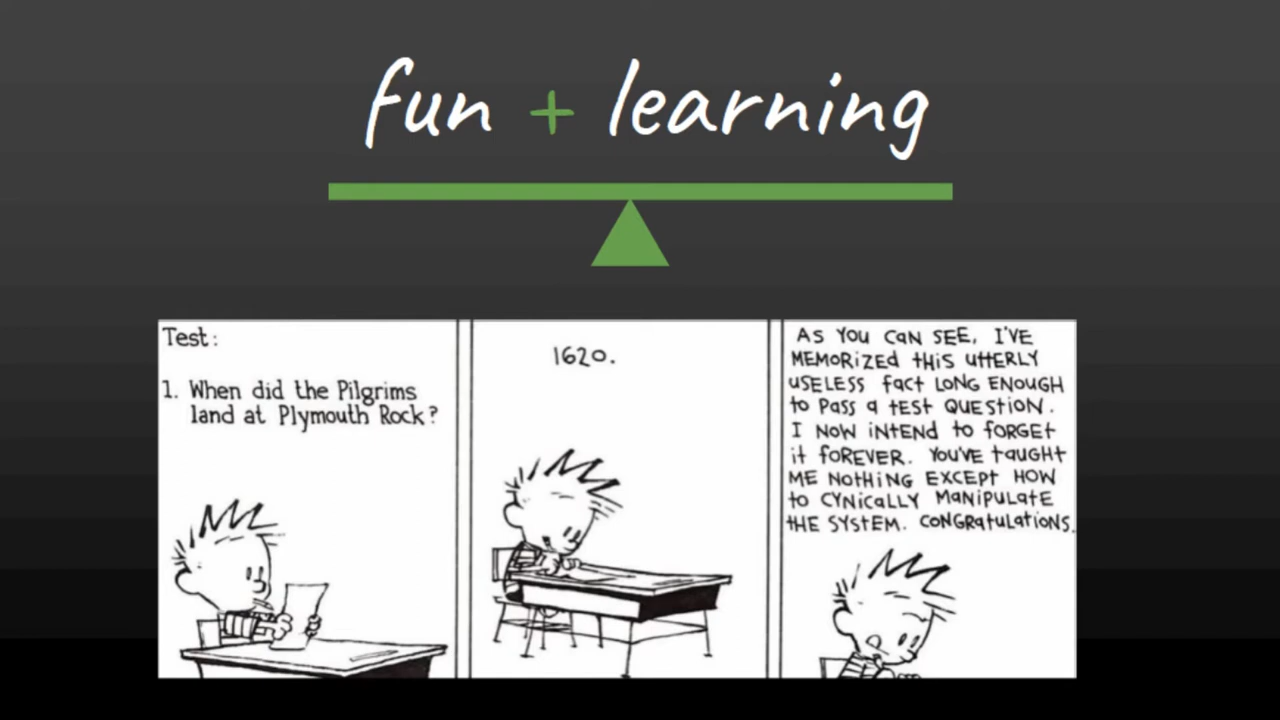 fun + learning
Test:
1. When did the Pilgrims
land at Plymouth Rock?
1620.
AS YOU CAN SEE, I'VE
MEMORIZED THIS UTTERLY
USELESS FACT LONG ENOUGH
TO PASS A TEST QUESTION.
I NOW INTEND TO FORGET
IT FOREVER. YOU'VE TAUGHT
ME NOTHING EXCEPT HOW
TO CYNICALLY MANIPULATE
THE SYSTEM. CONGRATULATIONS.